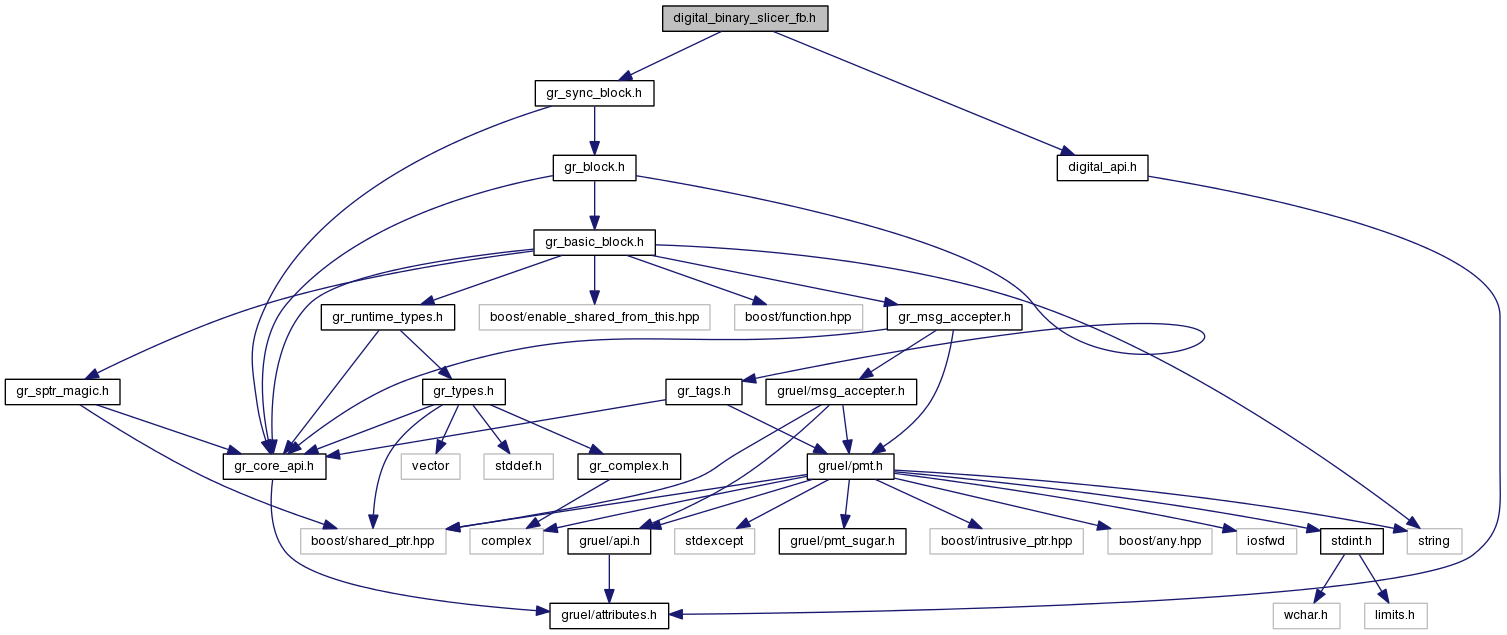 digital_binary_slicer_fb.h
gr_sync_block.h
gr_block.h
digital_api.h
gr_basic_block.h
gr_runtime_types.h
boost/enable_shared_from_this.hpp
boost/function.hpp
gr_msg_accepter.h
gr_sptr_magic.h
gr_types.h
gr_tags.h
gruel/msg_accepter.h
gr_core_api.h
vector
stddef.h
gr_complex.h
gruel/pmt.h
boost/shared_ptr.hpp
complex
gruel/api.h
stdexcept
gruel/pmt_sugar.h
boost/intrusive_ptr.hpp
boost/any.hpp
iosfwd
stdint.h
string
gruel/attributes.h
wchar.h
limits.h